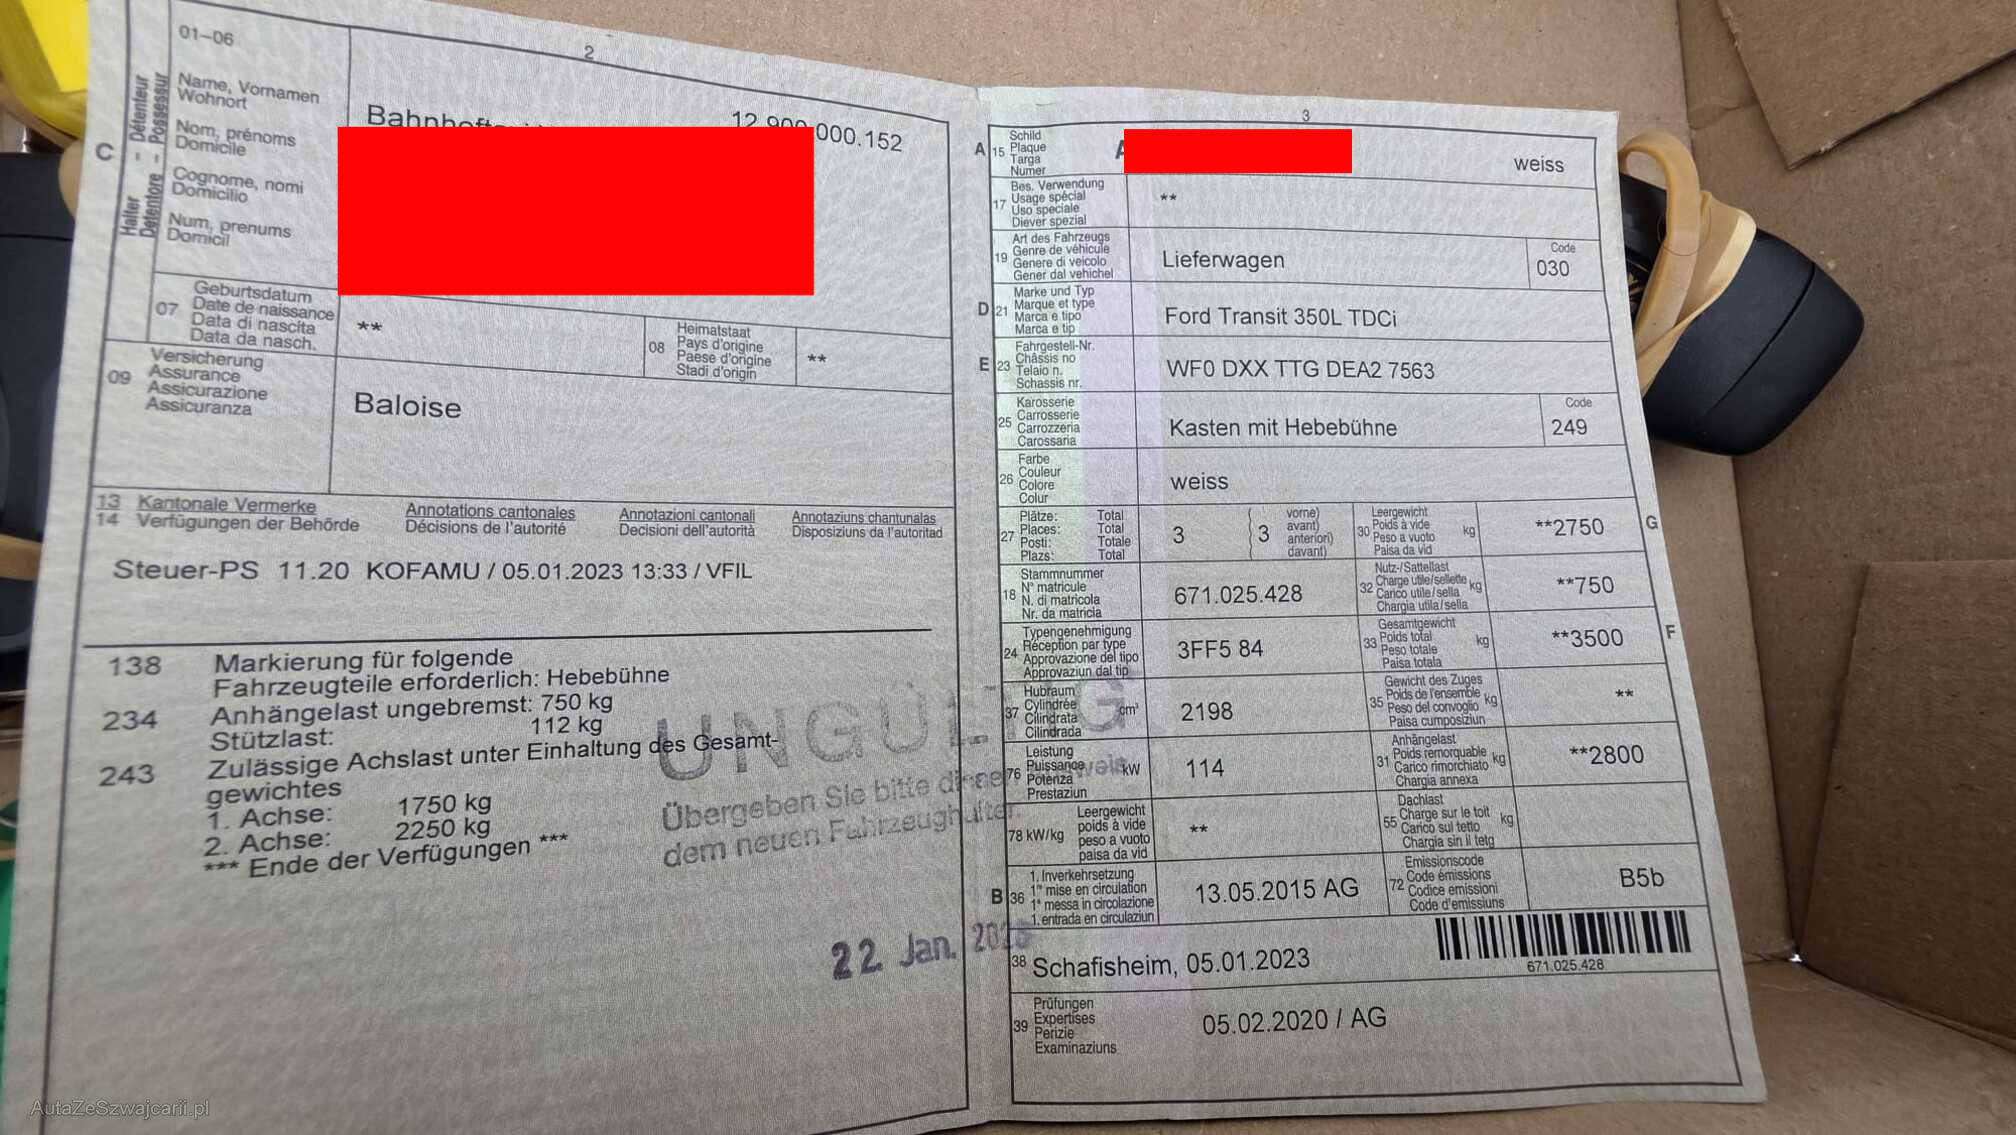 2
01–06
Name, Vornamen
Wohnort
Nom, prénoms
Domicile
Cognome, nomi
Domicilio
Num, prenums
Domicil
C
Halter – Détenteur
Detentore – Possessur
12.900.000.152
07
Geburtsdatum
Date de naissance
Data di nascita
Data da nasch.
**
08
Heimatstaat
Pays d'origine
Paese d'origine
Stadi d'origin
**
09
Versicherung
Assurance
Assicurazione
Assicuranza
Baloise
13 Kantonale Vermerke Annotations cantonales Annotazioni cantonali Annotaziuns chantunalas
14 Verfügungen der Behörde Décisions de l'autorité Decisioni dell'autorità Disposiziuns da l'autoritad
Steuer-PS 11.20 KOFAMU / 05.01.2023 13:33 / VFIL
138 Markierung für folgende
Fahrzeugteile erforderlich: Hebebühne
234 Anhängelast ungebremst: 750 kg
Stützlast: 112 kg
243 Zulässige Achslast unter Einhaltung des Gesamt-
gewichtes
1. Achse: 1750 kg
2. Achse: 2250 kg
*** Ende der Verfügungen ***
UNGÜLTIG
Übergeben Sie bitte diesen Ausweis
dem neuen Fahrzeughalter.
22. Jan.
3
A 15
Schild
Plaque
Targa
Numer
weiss
17
Bes. Verwendung
Usage spécial
Uso speciale
Diever spezial
**
19
Art des Fahrzeugs
Genre de véhicule
Genere di veicolo
Gener dal vehichel
Lieferwagen
Code
030
D 21
Marke und Typ
Marque et type
Marca e tipo
Marca e tip
Ford Transit 350L TDCi
E 23
Fahrgestell-Nr.
Châssis no
Telaio n.
Schassis nr.
WF0 DXX TTG DEA2 7563
25
Karosserie
Carrosserie
Carrozzeria
Carossaria
Kasten mit Hebebühne
Code
249
26
Farbe
Couleur
Colore
Colur
weiss
27
Plätze: Total
Places: Total
Posti: Totale
Plazs: Total
3
3
vorne)
avant)
anteriori)
davant)
30
Leergewicht
Poids à vide
Peso a vuoto
Paisa da vid
kg
**2750
G
18
Stammnummer
N° matricule
N. di matricola
Nr. da matricla
671.025.428
32
Nutz-/Sattellast
Charge utile/sellette
Carico utile/sella
Chargia utila/sella
kg
**750
24
Typengenehmigung
Réception par type
Approvazione del tipo
Approvaziun dal tip
3FF5 84
33
Gesamtgewicht
Poids total
Peso totale
Paisa totala
kg
**3500
F
37
Hubraum
Cylindrée
Cilindrata
Cilindrada
cm³
2198
35
Gewicht des Zuges
Poids de l'ensemble
Peso del convoglio
Paisa cumposiziun
kg
**
76
Leistung
Puissance
Potenza
Prestaziun
kW
114
31
Anhängelast
Poids remorquable
Carico rimorchiato
Chargia annexa
kg
**2800
78 kW/kg
Leergewicht
poids à vide
peso a vuoto
paisa da vid
**
55
Dachlast
Charge sur le toit
Carico sul tetto
Chargia sin il tetg
kg
B 36
1. Inverkehrsetzung
1re mise en circulation
1a messa in circolazione
1. entrada en circulaziun
13.05.2015 AG
72
Emissionscode
Code émissions
Codice emissioni
Code d'emissiuns
B5b
38 Schafisheim, 05.01.2023
671.025.428
39
Prüfungen
Expertises
Perizie
Examinaziuns
05.02.2020 / AG
AutaZeSzwajcarii.pl